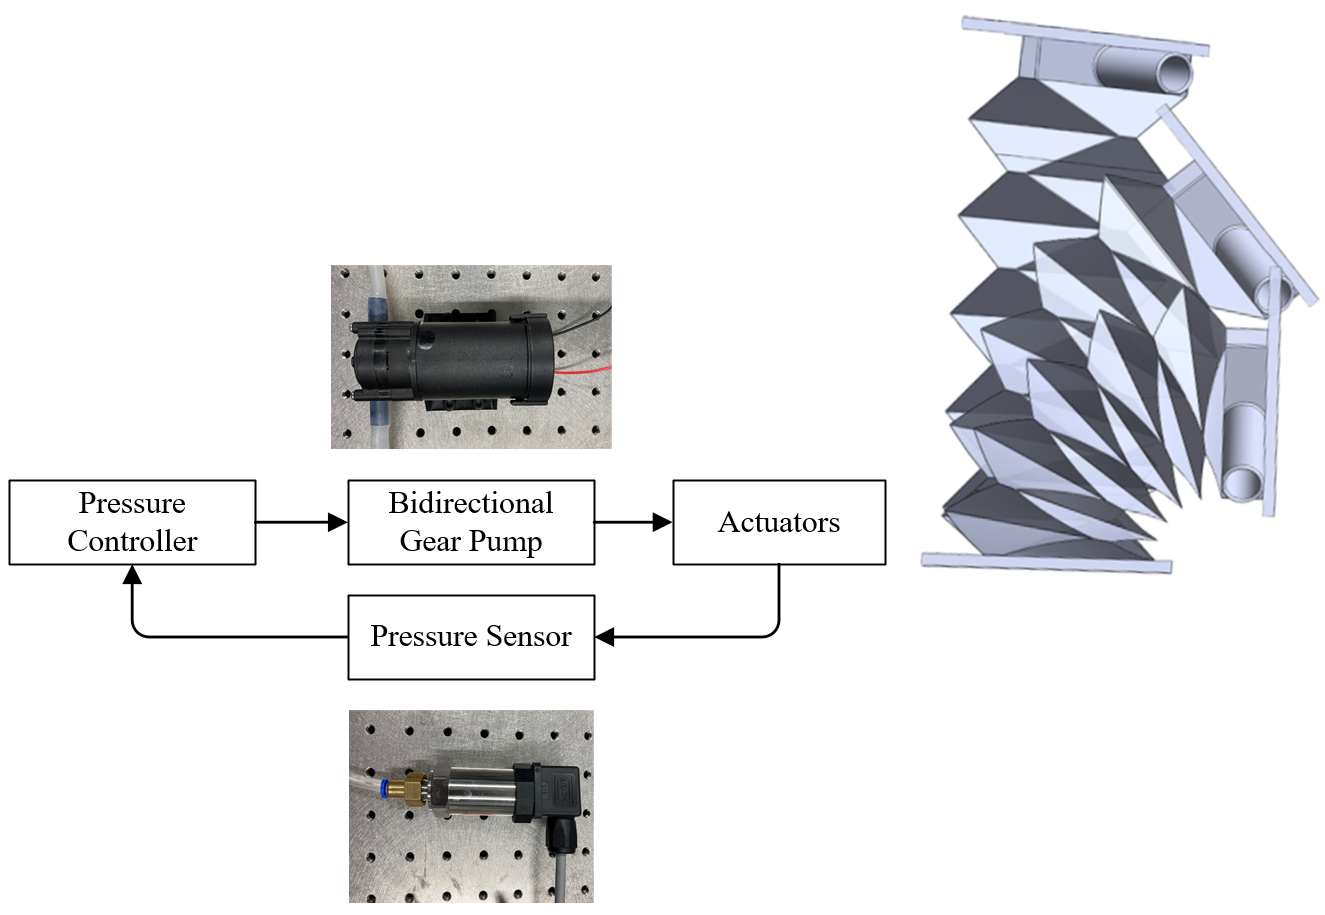 Pressure
Controller
Bidirectional
Gear Pump
Actuators
Pressure Sensor